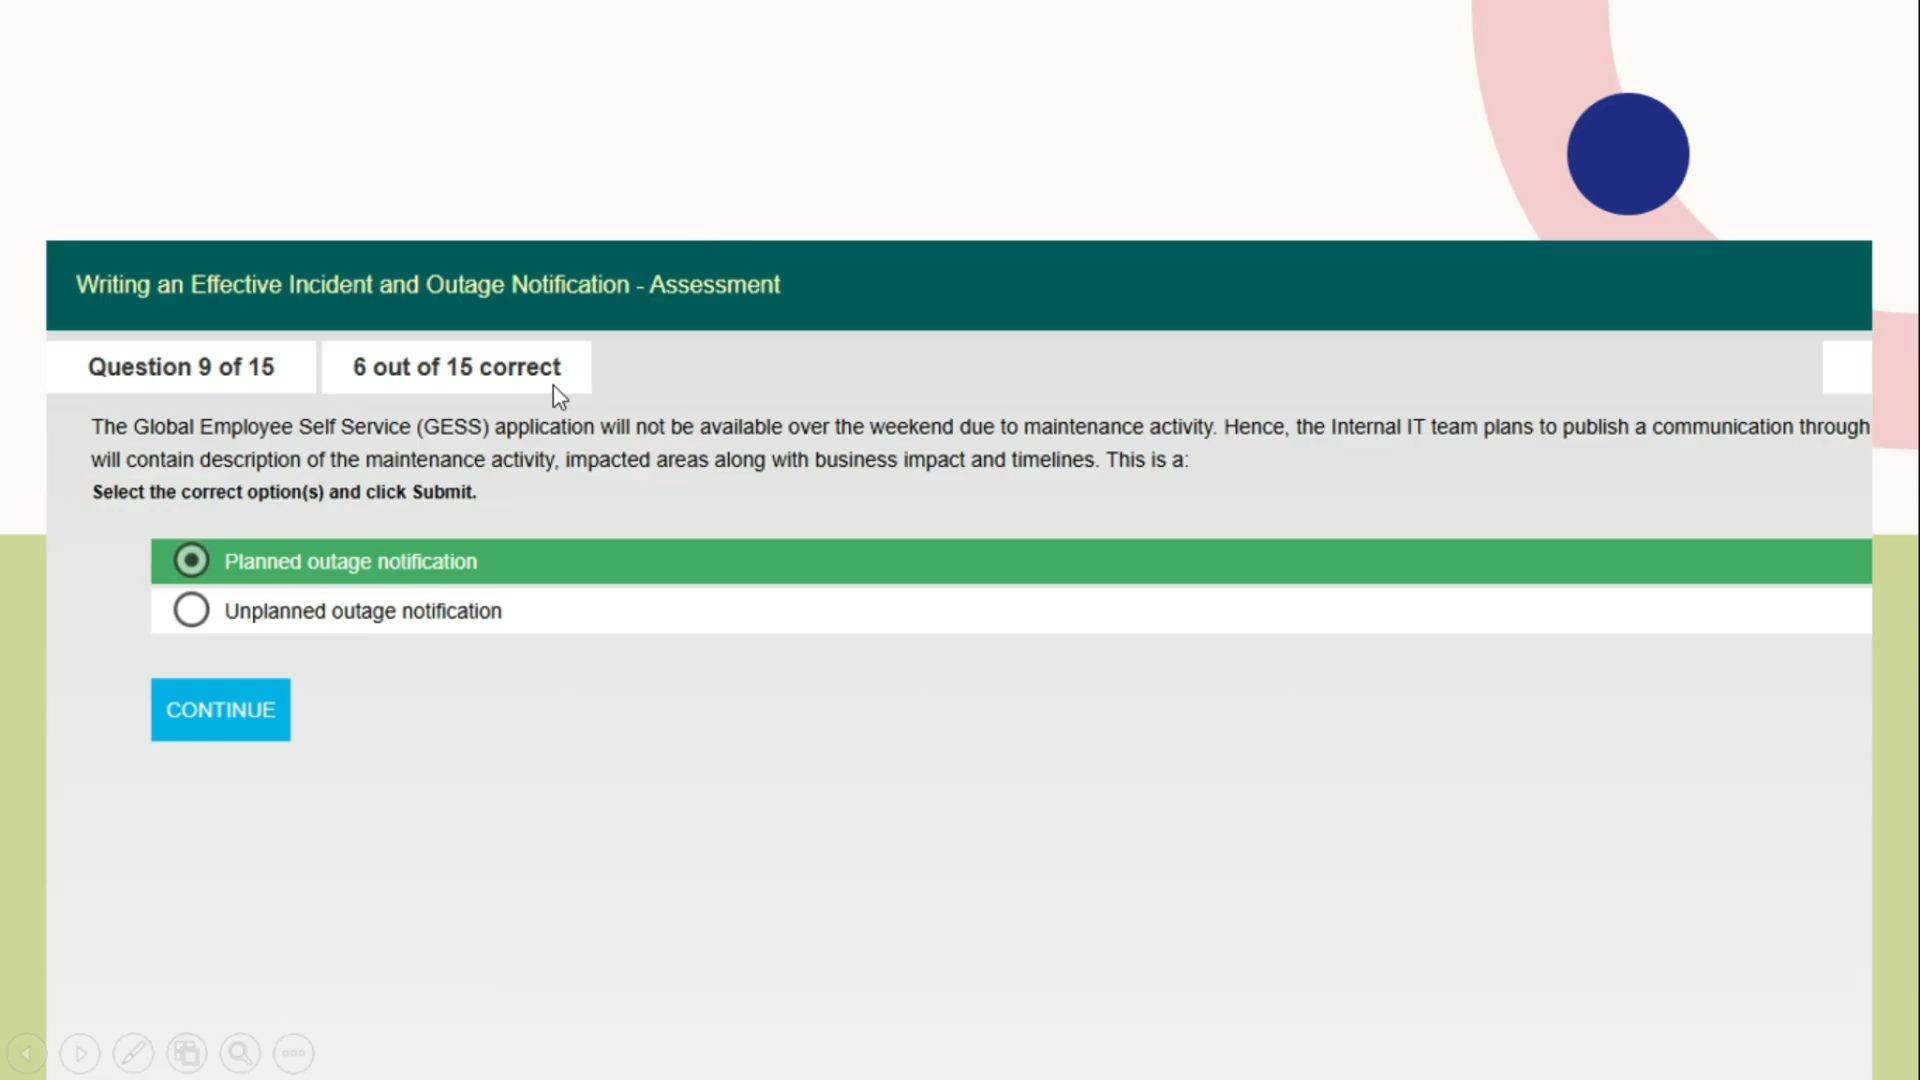 Writing an Effective Incident and Outage Notification - Assessment
Question 9 of 15
6 out of 15 correct
The Global Employee Self Service (GESS) application will not be available over the weekend due to maintenance activity. Hence, the Internal IT team plans to publish a communication through
will contain description of the maintenance activity, impacted areas along with business impact and timelines. This is a:
Select the correct option(s) and click Submit.
Planned outage notification
Unplanned outage notification
CONTINUE